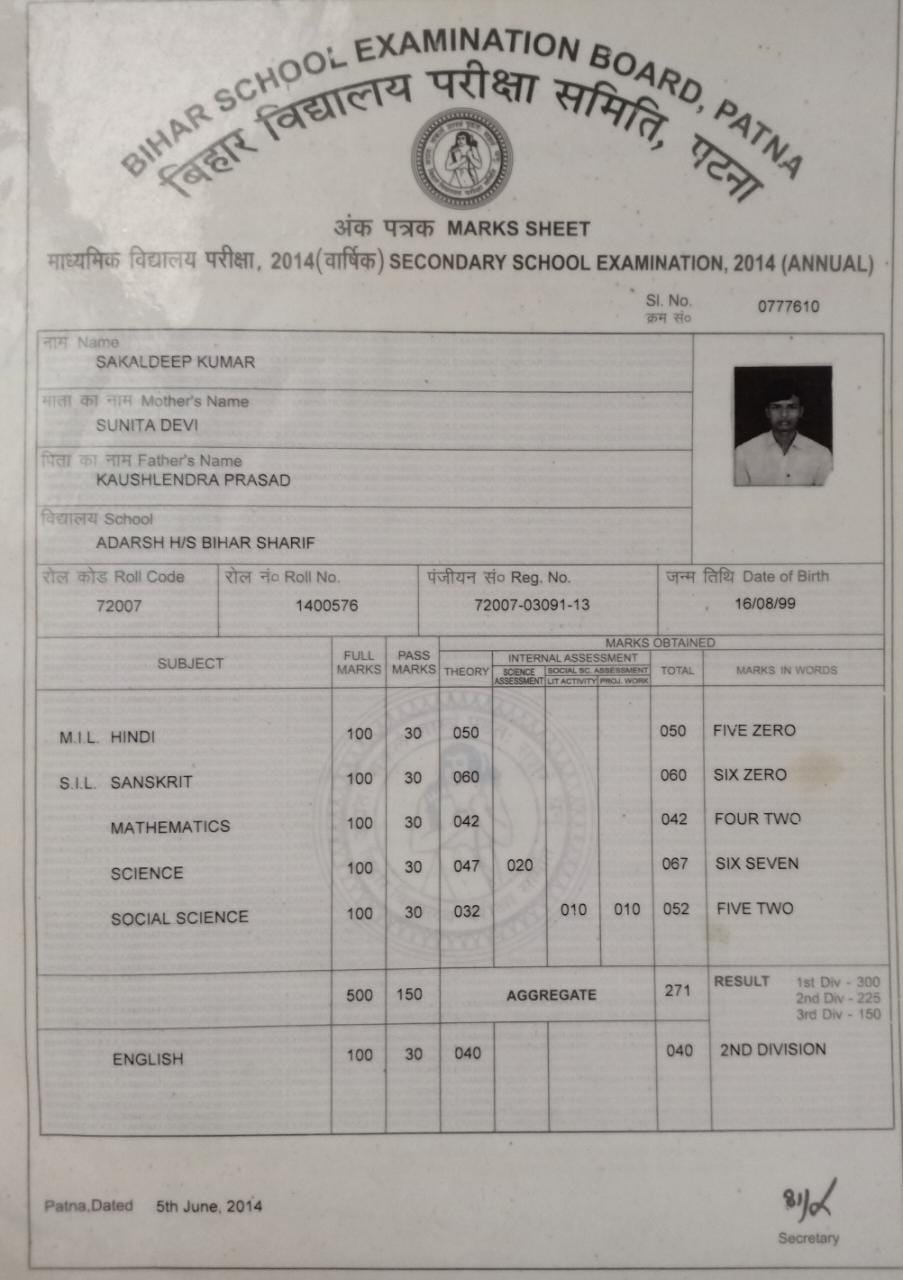 BIHAR SCHOOL EXAMINATION BOARD, PATNA
बिहार विद्यालय परीक्षा समिति, पटना
अंक पत्रक MARKS SHEET
माध्यमिक विद्यालय परीक्षा, 2014(वार्षिक) SECONDARY SCHOOL EXAMINATION, 2014 (ANNUAL)
Sl. No. 0777610
क्रम सं०
नाम Name
SAKALDEEP KUMAR
माता का नाम Mother's Name
SUNITA DEVI
पिता का नाम Father's Name
KAUSHLENDRA PRASAD
विद्यालय School
ADARSH H/S BIHAR SHARIF
रोल कोड Roll Code रोल नं० Roll No. पंजीयन सं० Reg. No. जन्म तिथि Date of Birth
72007 1400576 72007-03091-13 16/08/99
SUBJECT FULL MARKS PASS MARKS MARKS OBTAINED
THEORY INTERNAL ASSESSMENT TOTAL MARKS IN WORDS
SCIENCE ASSESSMENT SOCIAL SC. ASSESSMENT
LIT ACTIVITY PROJ. WORK
M.I.L. HINDI 100 30 050 050 FIVE ZERO
S.I.L. SANSKRIT 100 30 060 060 SIX ZERO
MATHEMATICS 100 30 042 042 FOUR TWO
SCIENCE 100 30 047 020 067 SIX SEVEN
SOCIAL SCIENCE 100 30 032 010 010 052 FIVE TWO
500 150 AGGREGATE 271 RESULT 1st Div - 300
2nd Div - 225
3rd Div - 150
ENGLISH 100 30 040 040 2ND DIVISION
Patna,Dated 5th June, 2014
Secretary